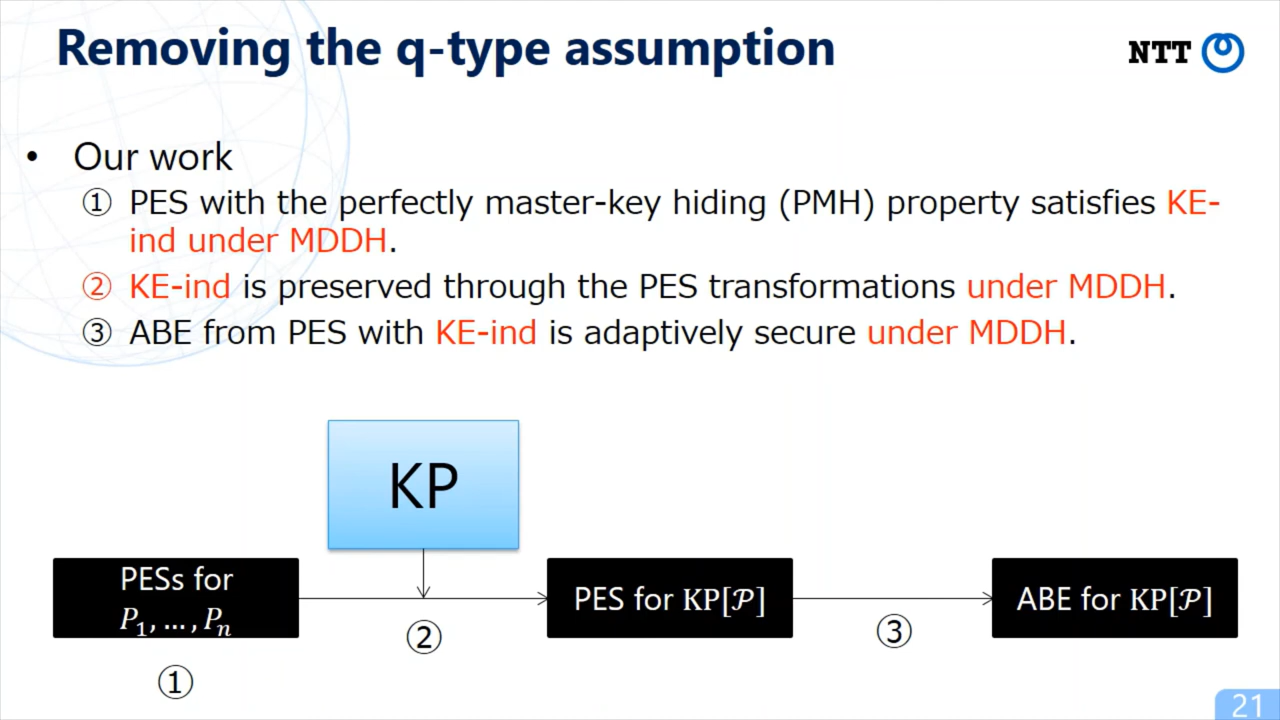 Removing the q-type assumption
NTT
• Our work
① PES with the perfectly master-key hiding (PMH) property satisfies KE-
ind under MDDH.
② KE-ind is preserved through the PES transformations under MDDH.
③ ABE from PES with KE-ind is adaptively secure under MDDH.
KP
PESs for
P₁, …, Pₙ
PES for KP[𝒫]
ABE for KP[𝒫]
②
③
①
21